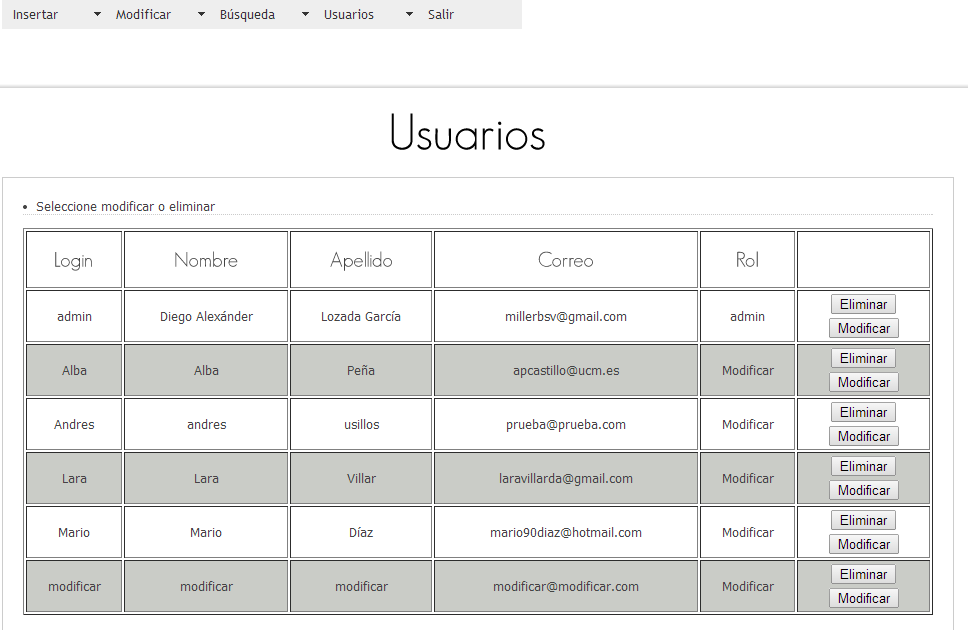 Insertar Modificar Búsqueda Usuarios Salir
Usuarios
• Seleccione modificar o eliminar
Login Nombre Apellido Correo Rol
admin Diego Alexánder Lozada García millerbsv@gmail.com admin Eliminar
Modificar
Alba Alba Peña apcastillo@ucm.es Modificar Eliminar
Modificar
Andres andres usillos prueba@prueba.com Modificar Eliminar
Modificar
Lara Lara Villar laravillarda@gmail.com Modificar Eliminar
Modificar
Mario Mario Díaz mario90diaz@hotmail.com Modificar Eliminar
Modificar
modificar modificar modificar modificar@modificar.com Modificar Eliminar
Modificar